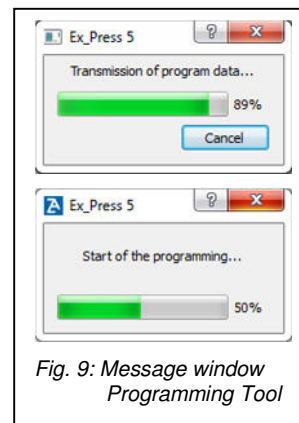 Ex_Press 5
Transmission of program data...
89%
Cancel
Ex_Press 5
Start of the programming...
50%
Fig. 9: Message window
Programming Tool